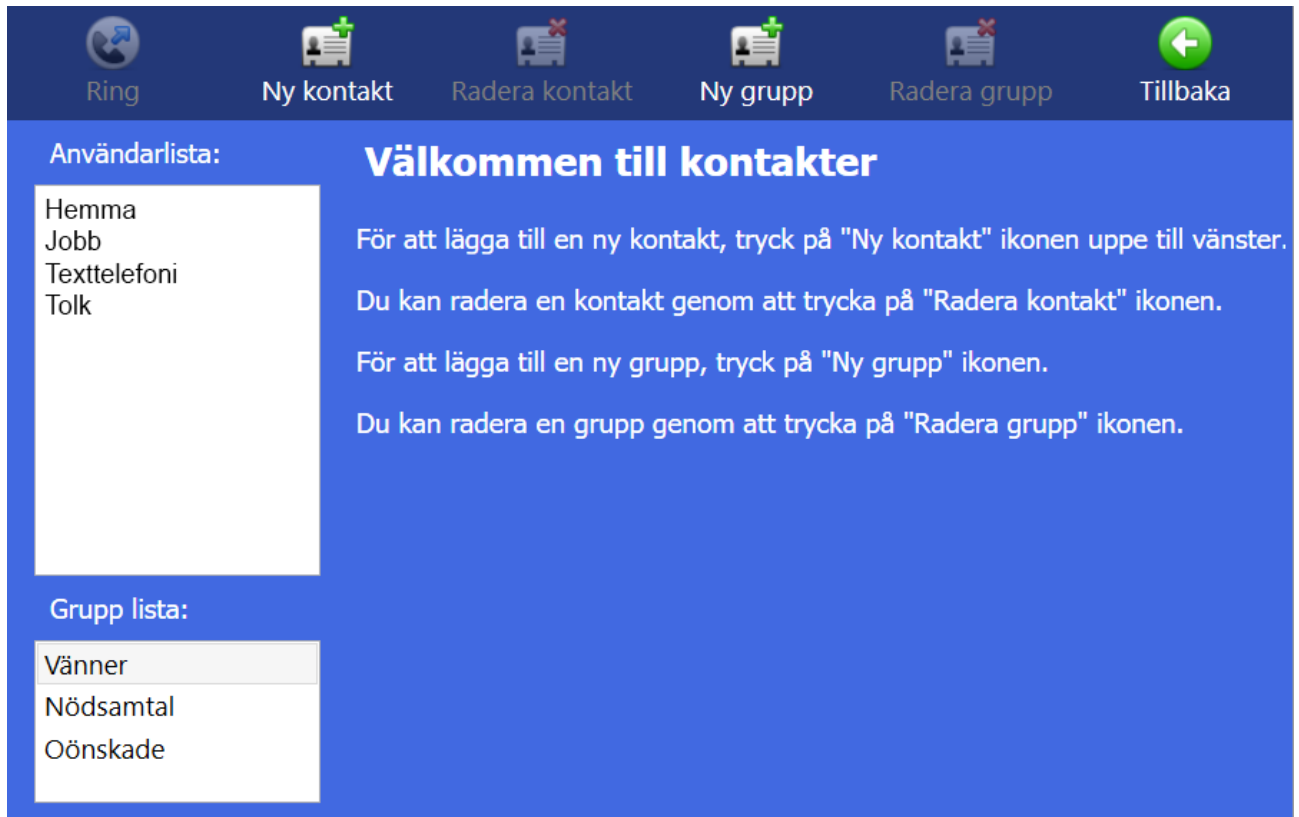 Ring
Ny kontakt
Radera kontakt
Ny grupp
Radera grupp
Tillbaka
Användarlista:
Hemma
Jobb
Texttelefoni
Tolk
Grupp lista:
Vänner
Nödsamtal
Oönskade
Välkommen till kontakter
För att lägga till en ny kontakt, tryck på "Ny kontakt" ikonen uppe till vänster.
Du kan radera en kontakt genom att trycka på "Radera kontakt" ikonen.
För att lägga till en ny grupp, tryck på "Ny grupp" ikonen.
Du kan radera en grupp genom att trycka på "Radera grupp" ikonen.